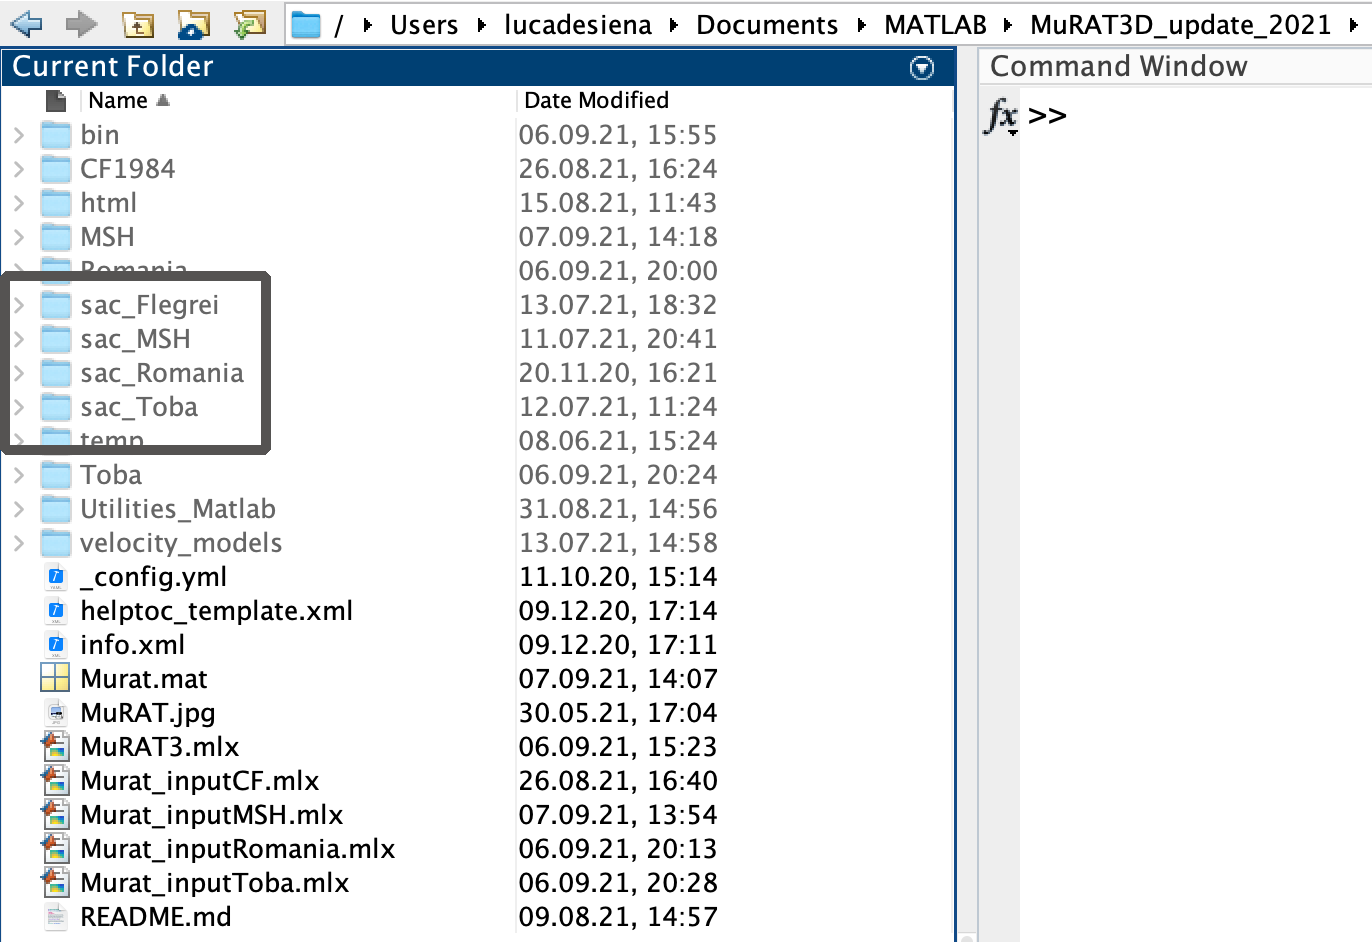 / ▸ Users ▸ lucadesiena ▸ Documents ▸ MATLAB ▸ MuRAT3D_update_2021 ▸
Current Folder
Name Date Modified
bin 06.09.21, 15:55
CF1984 26.08.21, 16:24
html 15.08.21, 11:43
MSH 07.09.21, 14:18
Romania 06.09.21, 20:00
sac_Flegrei 13.07.21, 18:32
sac_MSH 11.07.21, 20:41
sac_Romania 20.11.20, 16:21
sac_Toba 12.07.21, 11:24
temp 08.06.21, 15:24
Toba 06.09.21, 20:24
Utilities_Matlab 31.08.21, 14:56
velocity_models 13.07.21, 14:58
_config.yml 11.10.20, 15:14
helptoc_template.xml 09.12.20, 17:14
info.xml 09.12.20, 17:11
Murat.mat 07.09.21, 14:07
MuRAT.jpg 30.05.21, 17:04
MuRAT3.mlx 06.09.21, 15:23
Murat_inputCF.mlx 26.08.21, 16:40
Murat_inputMSH.mlx 07.09.21, 13:54
Murat_inputRomania.mlx 06.09.21, 20:13
Murat_inputToba.mlx 06.09.21, 20:28
README.md 09.08.21, 14:57
Command Window
fx >>